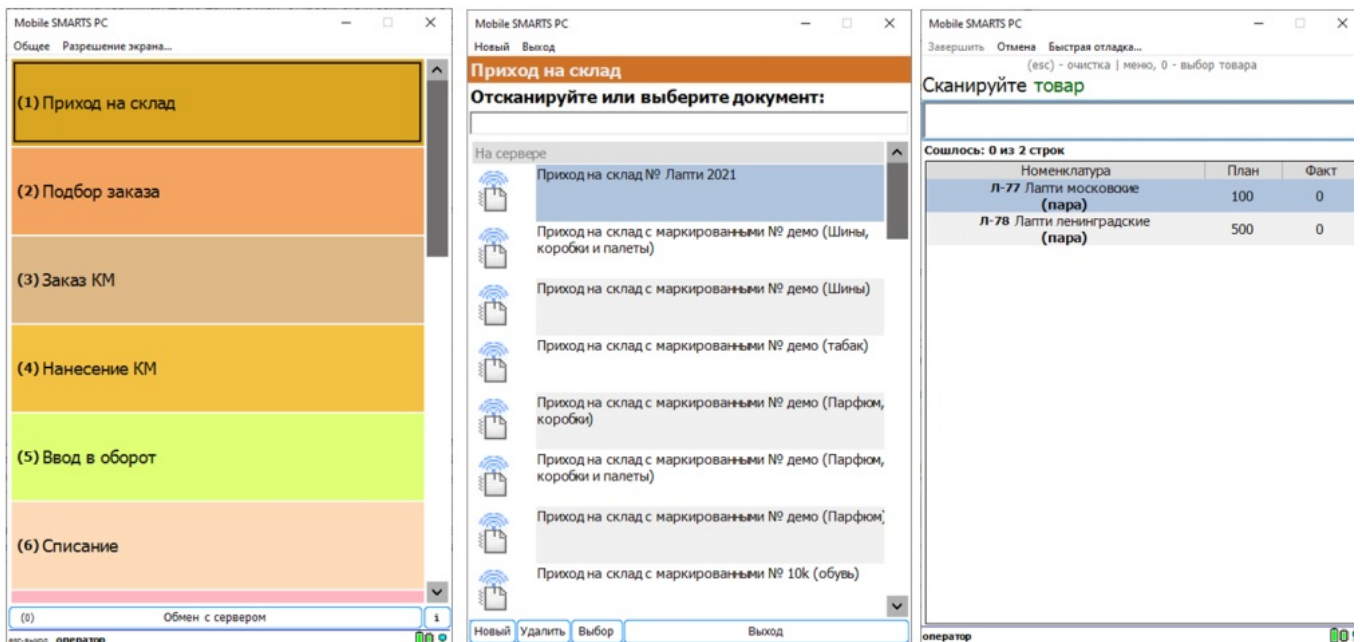 Mobile SMARTS PC
Общее Разрешение экрана...
(1) Приход на склад
(2) Подбор заказа
(3) Заказ КМ
(4) Нанесение КМ
(5) Ввод в оборот
(6) Списание
(0) Обмен с сервером i
esc-выход оператор
Mobile SMARTS PC
Новый Выход
Приход на склад
Отсканируйте или выберите документ:
На сервере
Приход на склад № Лапти 2021
Приход на склад с маркированными № демо (Шины,
коробки и палеты)
Приход на склад с маркированными № демо (Шины)
Приход на склад с маркированными № демо (табак)
Приход на склад с маркированными № демо (Парфюм,
коробки)
Приход на склад с маркированными № демо (Парфюм,
коробки и палеты)
Приход на склад с маркированными № демо (Парфюм)
Приход на склад с маркированными № 10k (обувь)
Новый Удалить Выбор Выход
Mobile SMARTS PC
Завершить Отмена Быстрая отладка...
(esc) - очистка | меню, 0 - выбор товара
Сканируйте товар
Сошлось: 0 из 2 строк
Номенклатура План Факт
Л-77 Лапти московские
(пара) 100 0
Л-78 Лапти ленинградские
(пара) 500 0
оператор